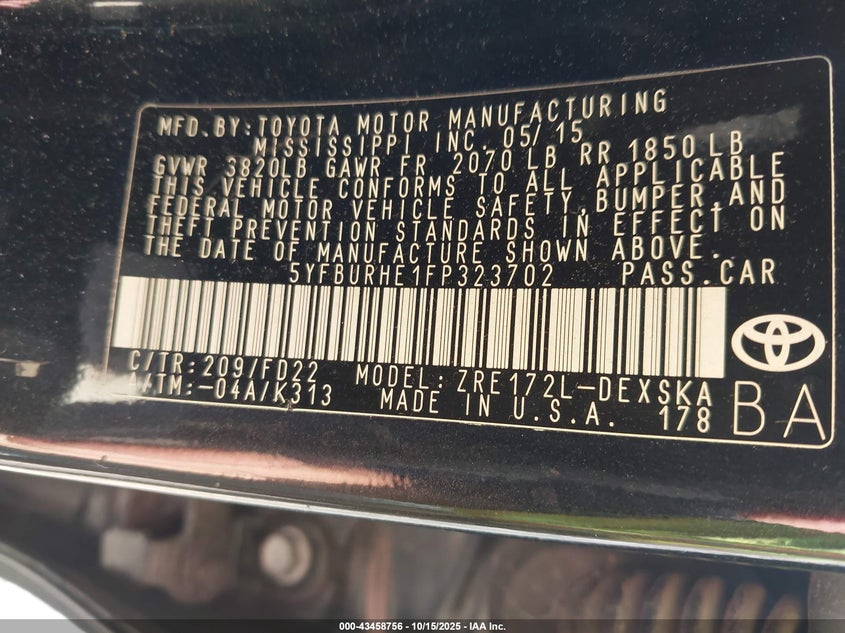 MFD.BY:TOYOTA MOTOR MANUFACTURING
MISSISSIPPI INC. 05/15
GVWR 3820LB GAWR FR 2070 LB RR 1850 LB
THIS VEHICLE CONFORMS TO ALL APPLICABLE
FEDERAL MOTOR VEHICLE SAFETY,BUMPER,AND
THEFT PREVENTION STANDARDS IN EFFECT ON
THE DATE OF MANUFACTURE SHOWN ABOVE.
5YFBURHE1FP323702 PASS.CAR
C/TR:209/FD22 MODEL:ZRE172L-DEXSKA
A/TM:-04A/K313 MADE IN U.S.A. 178
BA
000-43458756 - 10/15/2025 - IAA Inc.